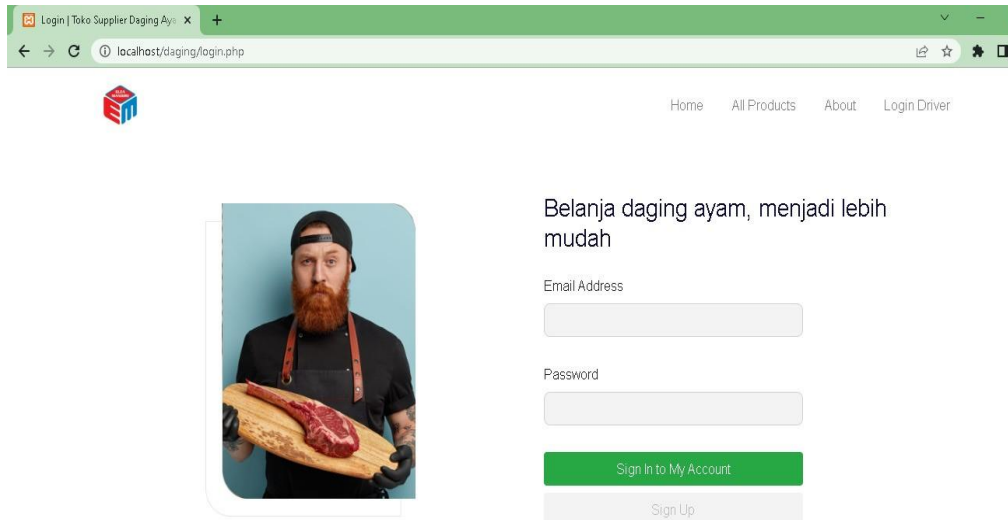 Login | Toko Supplier Daging Aya
localhost/daging/login.php
Home All Products About Login Driver
Belanja daging ayam, menjadi lebih
mudah
Email Address
Password
Sign In to My Account
Sign Up